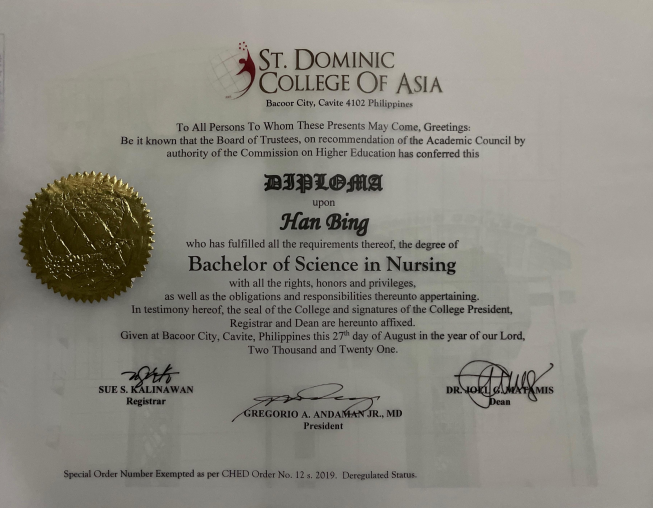 ST. DOMINIC
COLLEGE OF ASIA
Bacoor City, Cavite 4102 Philippines
To All Persons To Whom These Presents May Come, Greetings:
Be it known that the Board of Trustees, on recommendation of the Academic Council by
authority of the Commission on Higher Education has conferred this
DIPLOMA
upon
Han Bing
who has fulfilled all the requirements thereof, the degree of
Bachelor of Science in Nursing
with all the rights, honors and privileges,
as well as the obligations and responsibilities thereunto appertaining.
In testimony hereof, the seal of the College and signatures of the College President,
Registrar and Dean are hereunto affixed.
Given at Bacoor City, Cavite, Philippines this 27th day of August in the year of our Lord,
Two Thousand and Twenty One.
SUE S. KALINAWAN
Registrar
GREGORIO A. ANDAMAN JR., MD
President
DR. JOEL G. MATAMIS
Dean
Special Order Number Exempted as per CHED Order No. 12 s. 2019. Deregulated Status.